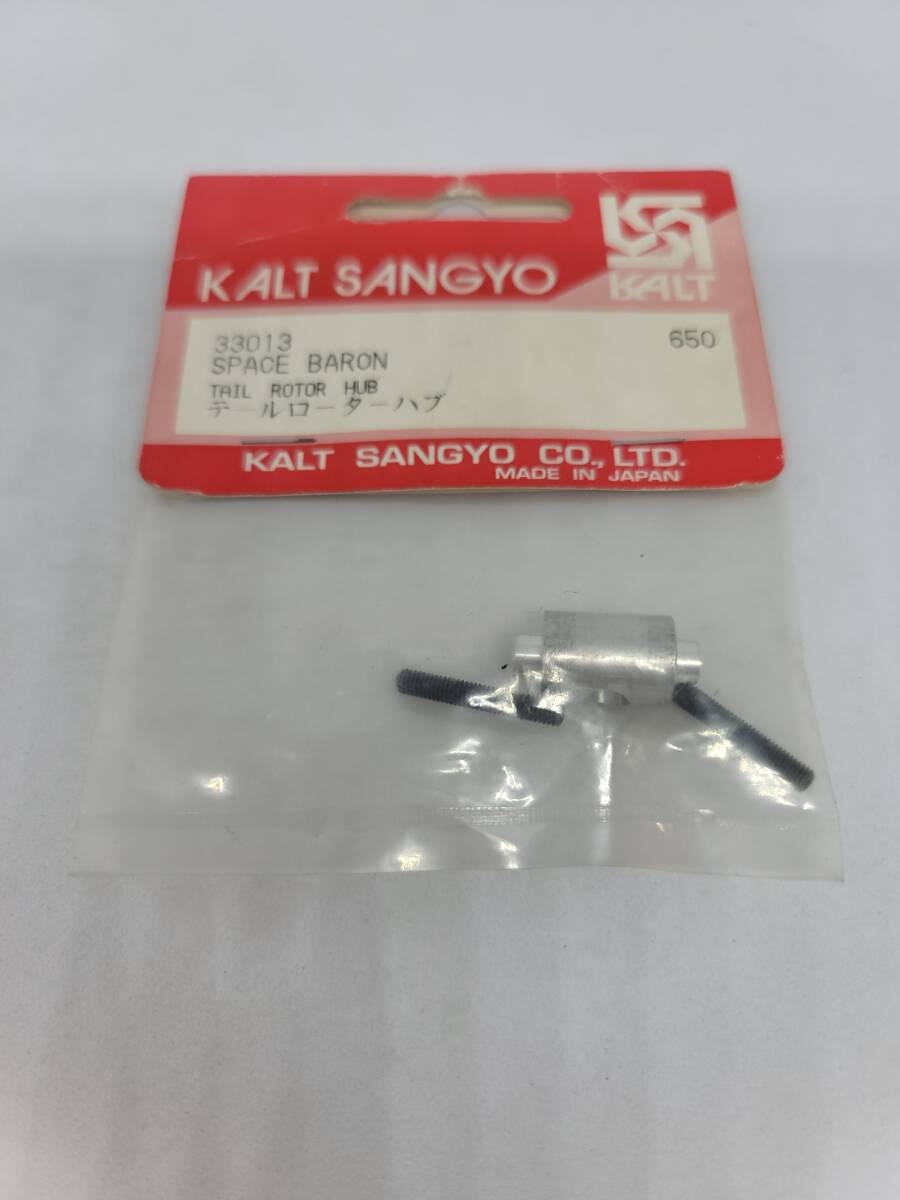 KALT SANGYO
KALT
33013 650
SPACE BARON
TAIL ROTOR HUB
テールローターハブ
KALT SANGYO CO., LTD.
MADE IN JAPAN